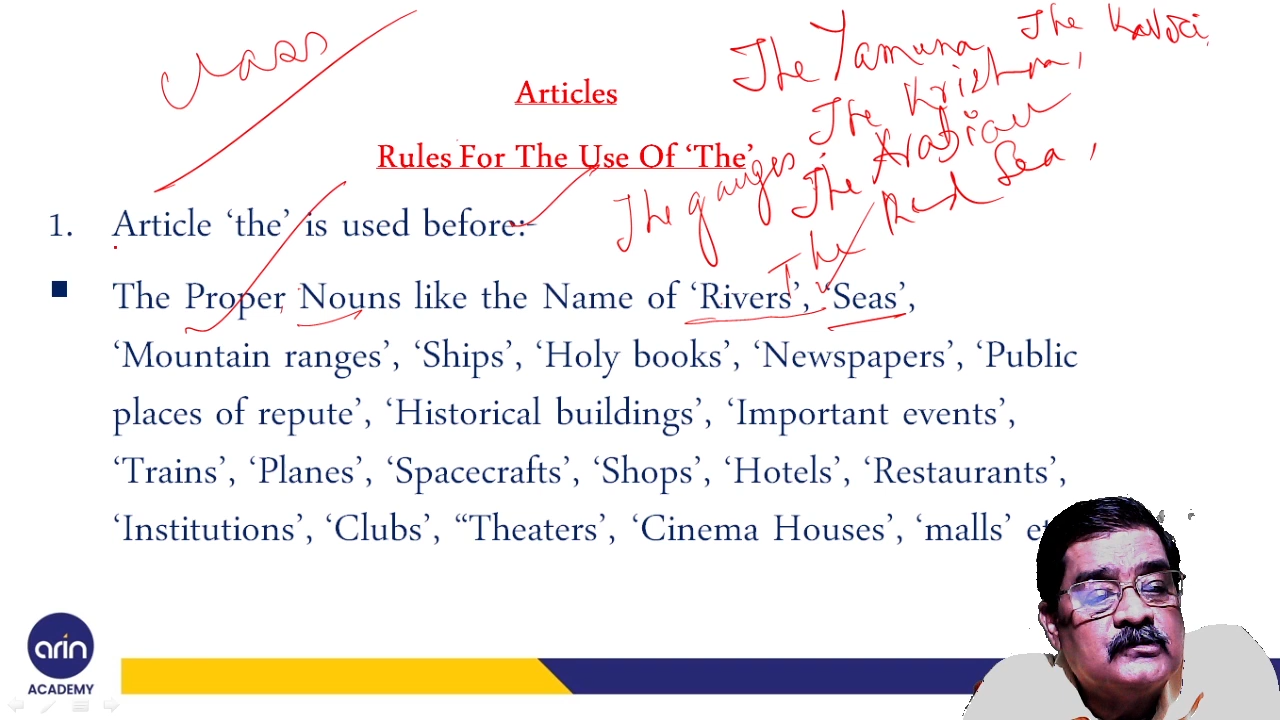 class
The Yamuna, The Kaveri,
The Krishna,
The ganges
The Arabian
The Red Sea,
Articles
Rules For The Use Of ‘The’
1. Article ‘the’ is used before:-
■ The Proper Nouns like the Name of ‘Rivers’, ‘Seas’,
‘Mountain ranges’, ‘Ships’, ‘Holy books’, ‘Newspapers’, ‘Public
places of repute’, ‘Historical buildings’, ‘Important events’,
‘Trains’, ‘Planes’, ‘Spacecrafts’, ‘Shops’, ‘Hotels’, ‘Restaurants’,
‘Institutions’, ‘Clubs’, “Theaters’, ‘Cinema Houses’, ‘malls’
arin
ACADEMY